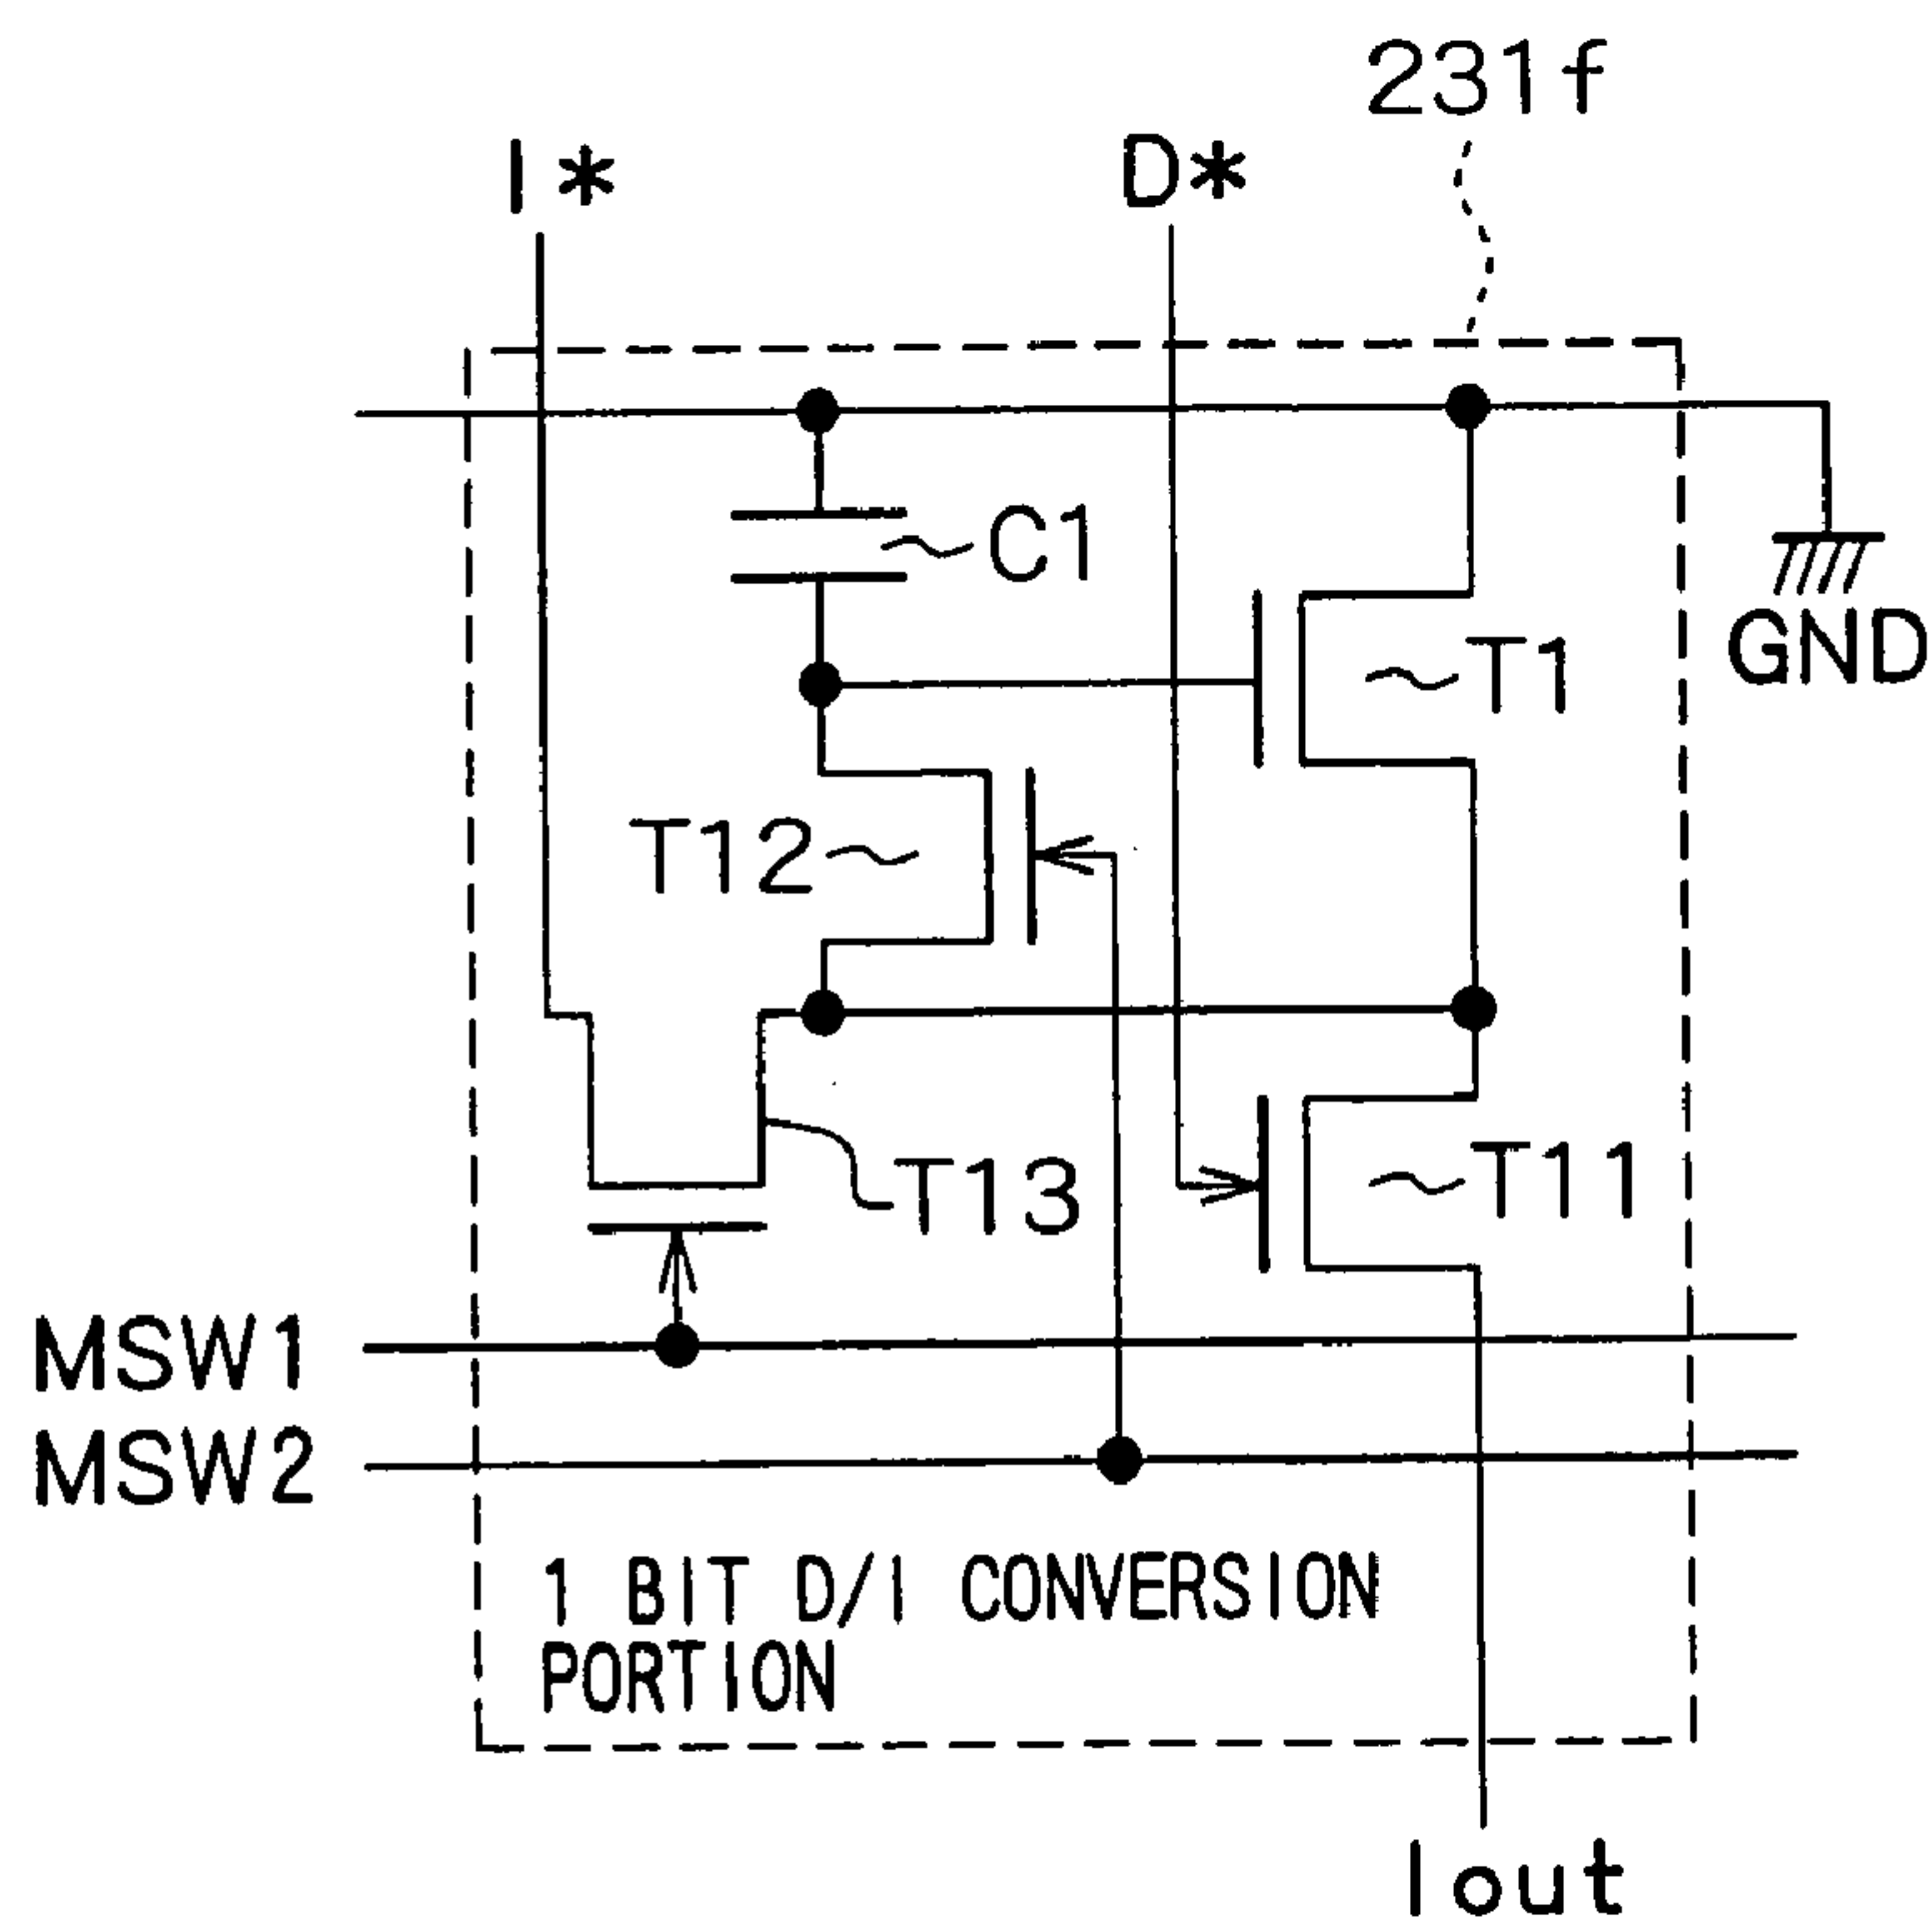 231f
I* D*
C1
T1
GND
T12
T13
T11
MSW1
MSW2
1 BIT D/I CONVERSION
PORTION
Iout